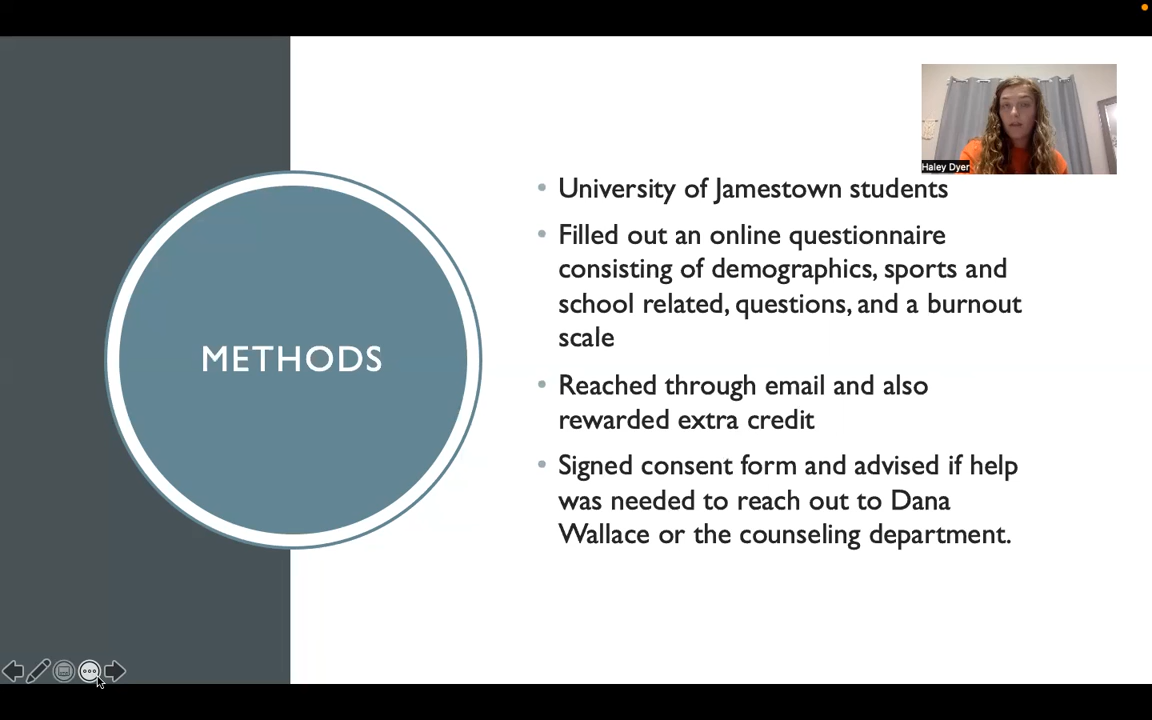 Haley Dyer
METHODS
• University of Jamestown students
• Filled out an online questionnaire
consisting of demographics, sports and
school related, questions, and a burnout
scale
• Reached through email and also
rewarded extra credit
• Signed consent form and advised if help
was needed to reach out to Dana
Wallace or the counseling department.